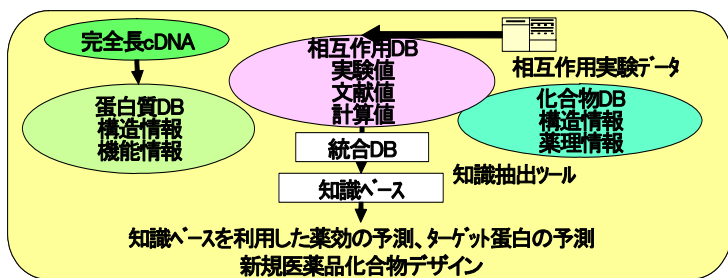 完全長cDNA
相互作用DB
実験値
文献値
計算値
相互作用実験データ
蛋白質DB
構造情報
機能情報
化合物DB
構造情報
薬理情報
統合DB
知識抽出ツール
知識ベース
知識ベースを利用した薬効の予測、ターゲット蛋白の予測
新規医薬品化合物デザイン